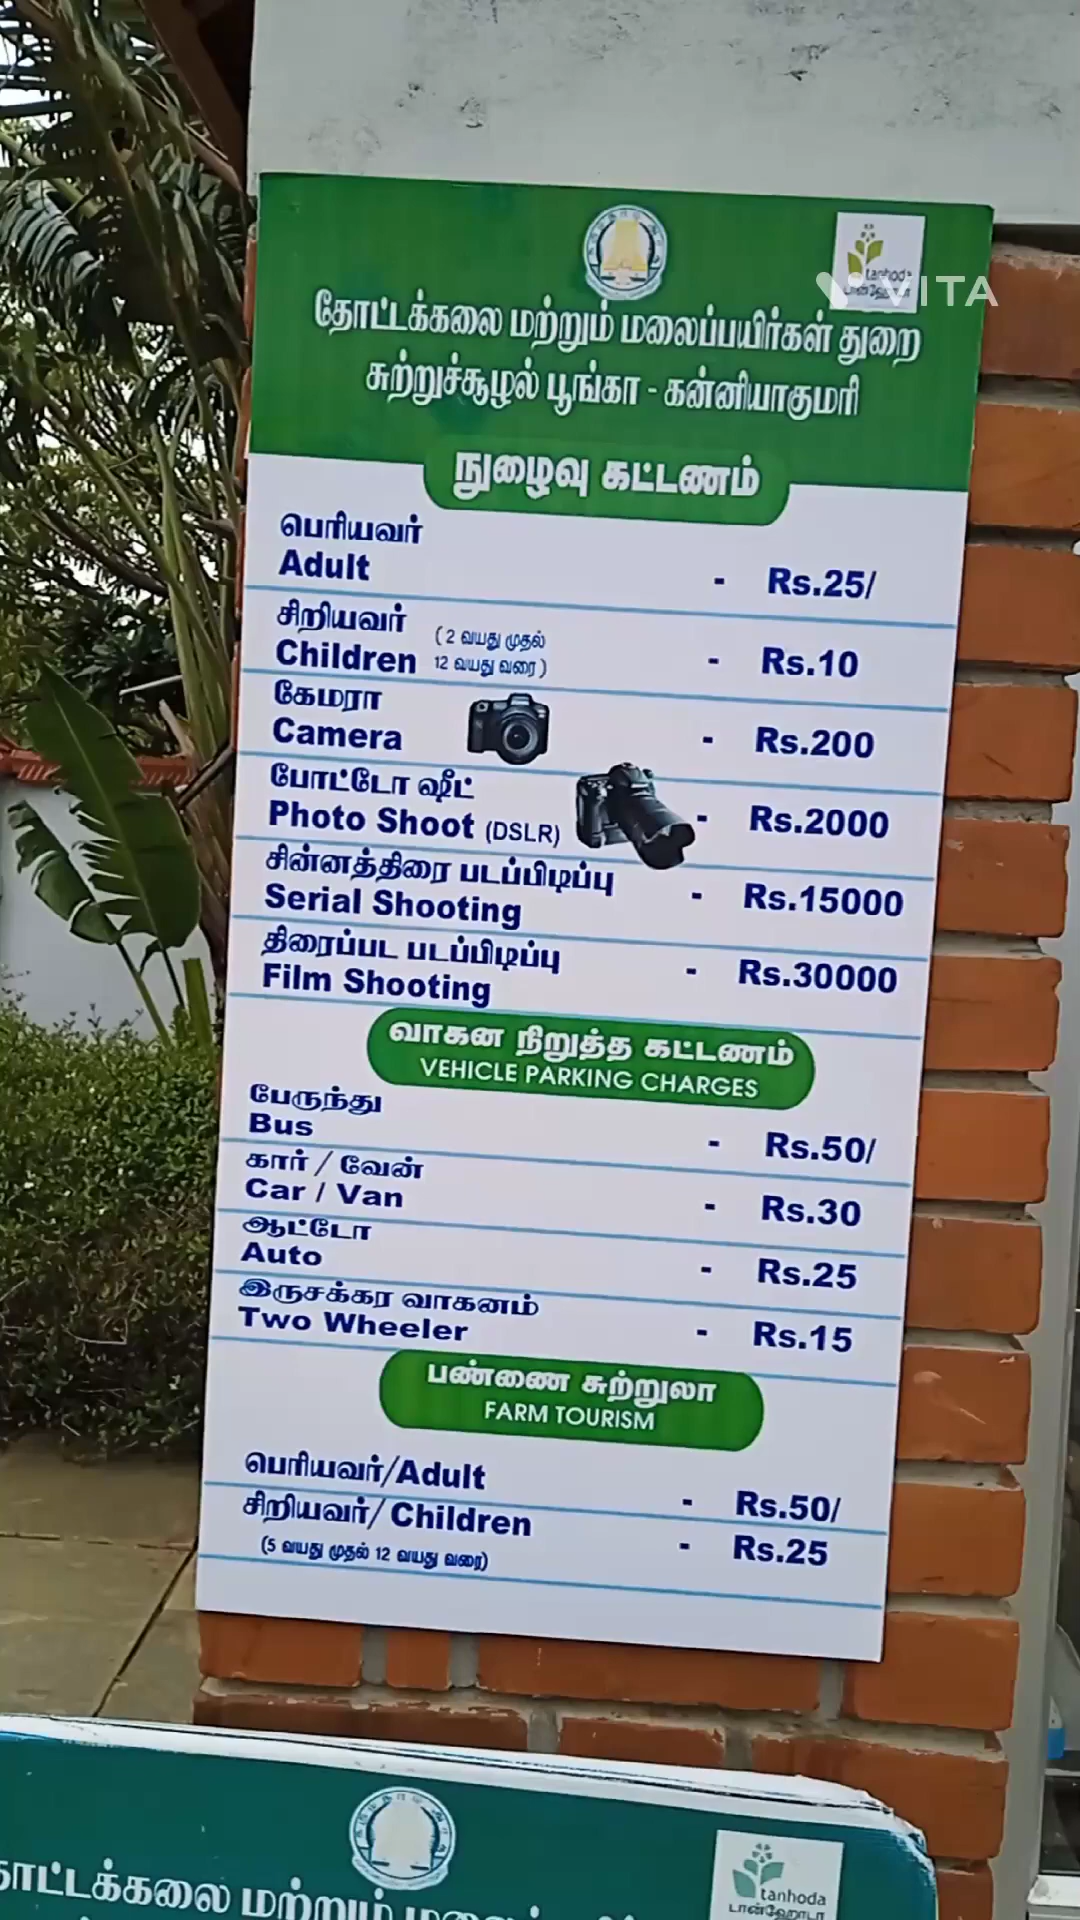 tanhoda
டான்ஹோடா
VITA
தோட்டக்கலை மற்றும் மலைப்பயிர்கள் துறை
சுற்றுச்சூழல் பூங்கா - கன்னியாகுமரி
நுழைவு கட்டணம்
பெரியவர்
Adult - Rs.25/
சிறியவர் (2 வயது முதல்
Children 12 வயது வரை) - Rs.10
கேமரா
Camera - Rs.200
போட்டோ ஷீட்
Photo Shoot (DSLR) - Rs.2000
சின்னத்திரை படப்பிடிப்பு
Serial Shooting - Rs.15000
திரைப்பட படப்பிடிப்பு
Film Shooting - Rs.30000
வாகன நிறுத்த கட்டணம்
VEHICLE PARKING CHARGES
பேருந்து
Bus - Rs.50/
கார் / வேன்
Car / Van - Rs.30
ஆட்டோ
Auto - Rs.25
இருசக்கர வாகனம்
Two Wheeler - Rs.15
பண்ணை சுற்றுலா
FARM TOURISM
பெரியவர்/Adult - Rs.50/
சிறியவர்/ Children - Rs.25
(5 வயது முதல் 12 வயது வரை)
tanhoda
டான்ஹோடா
மற்றும்